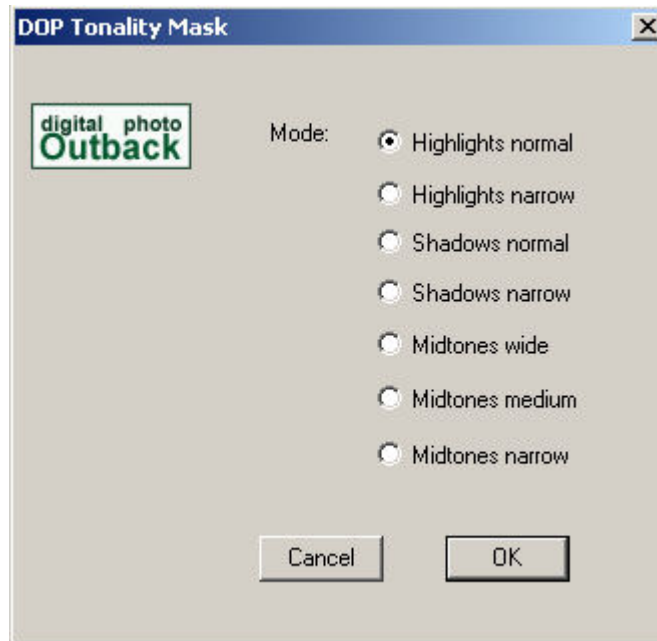 DOP Tonality Mask
digital photo
Outback
Mode:
Highlights normal
Highlights narrow
Shadows normal
Shadows narrow
Midtones wide
Midtones medium
Midtones narrow
Cancel
OK